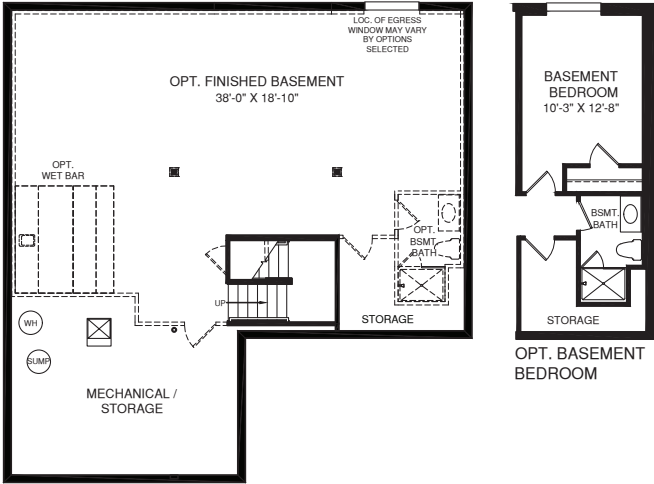 LOC. OF EGRESS
WINDOW MAY VARY
BY OPTIONS
SELECTED
OPT. FINISHED BASEMENT
38'-0" X 18'-10"
OPT.
WET BAR
OPT.
BSMT.
BATH
UP
STORAGE
WH
SUMP
MECHANICAL /
STORAGE
BASEMENT
BEDROOM
10'-3" X 12'-8"
BSMT.
BATH
STORAGE
OPT. BASEMENT
BEDROOM